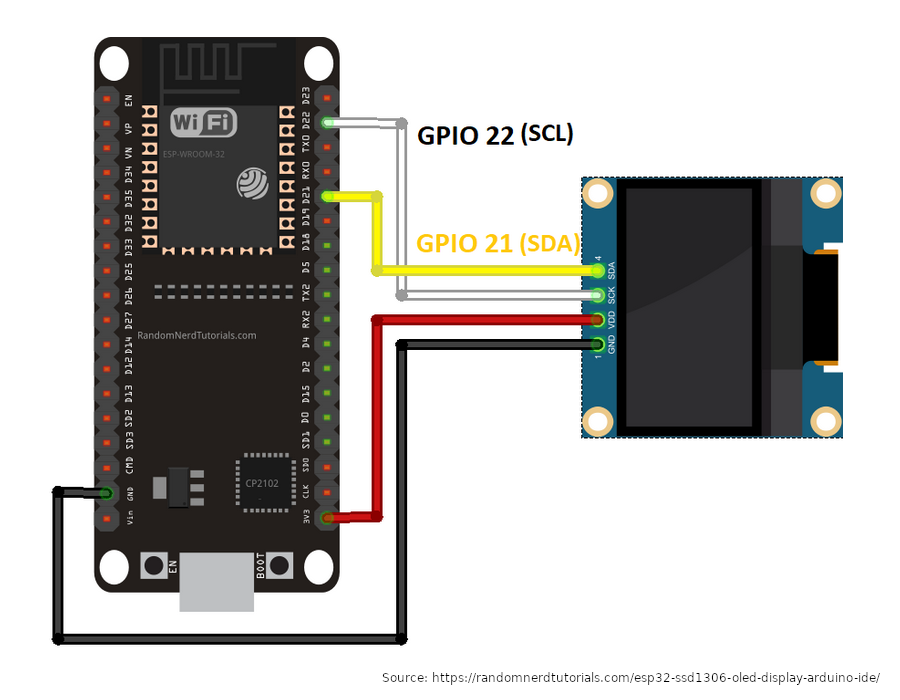 EN
VP
VN
D34
D35
D32
D33
D25
D26
D27
D14
D12
D13
SD2
SD3
CMD
GND
Vin
Wi Fi
ESP-WROOM-32
RandomNerdTutorials.com
CP2102
EN
BOOT
D23
D22
TX0
RX0
D21
D19
D18
D5
TX2
RX2
D4
D2
D15
D0
SD1
SD0
CLK
3V3
GPIO 22 (SCL)
GPIO 21 (SDA)
4
SDA
SCK
VDD
GND
1
Source: https://randomnerdtutorials.com/esp32-ssd1306-oled-display-arduino-ide/